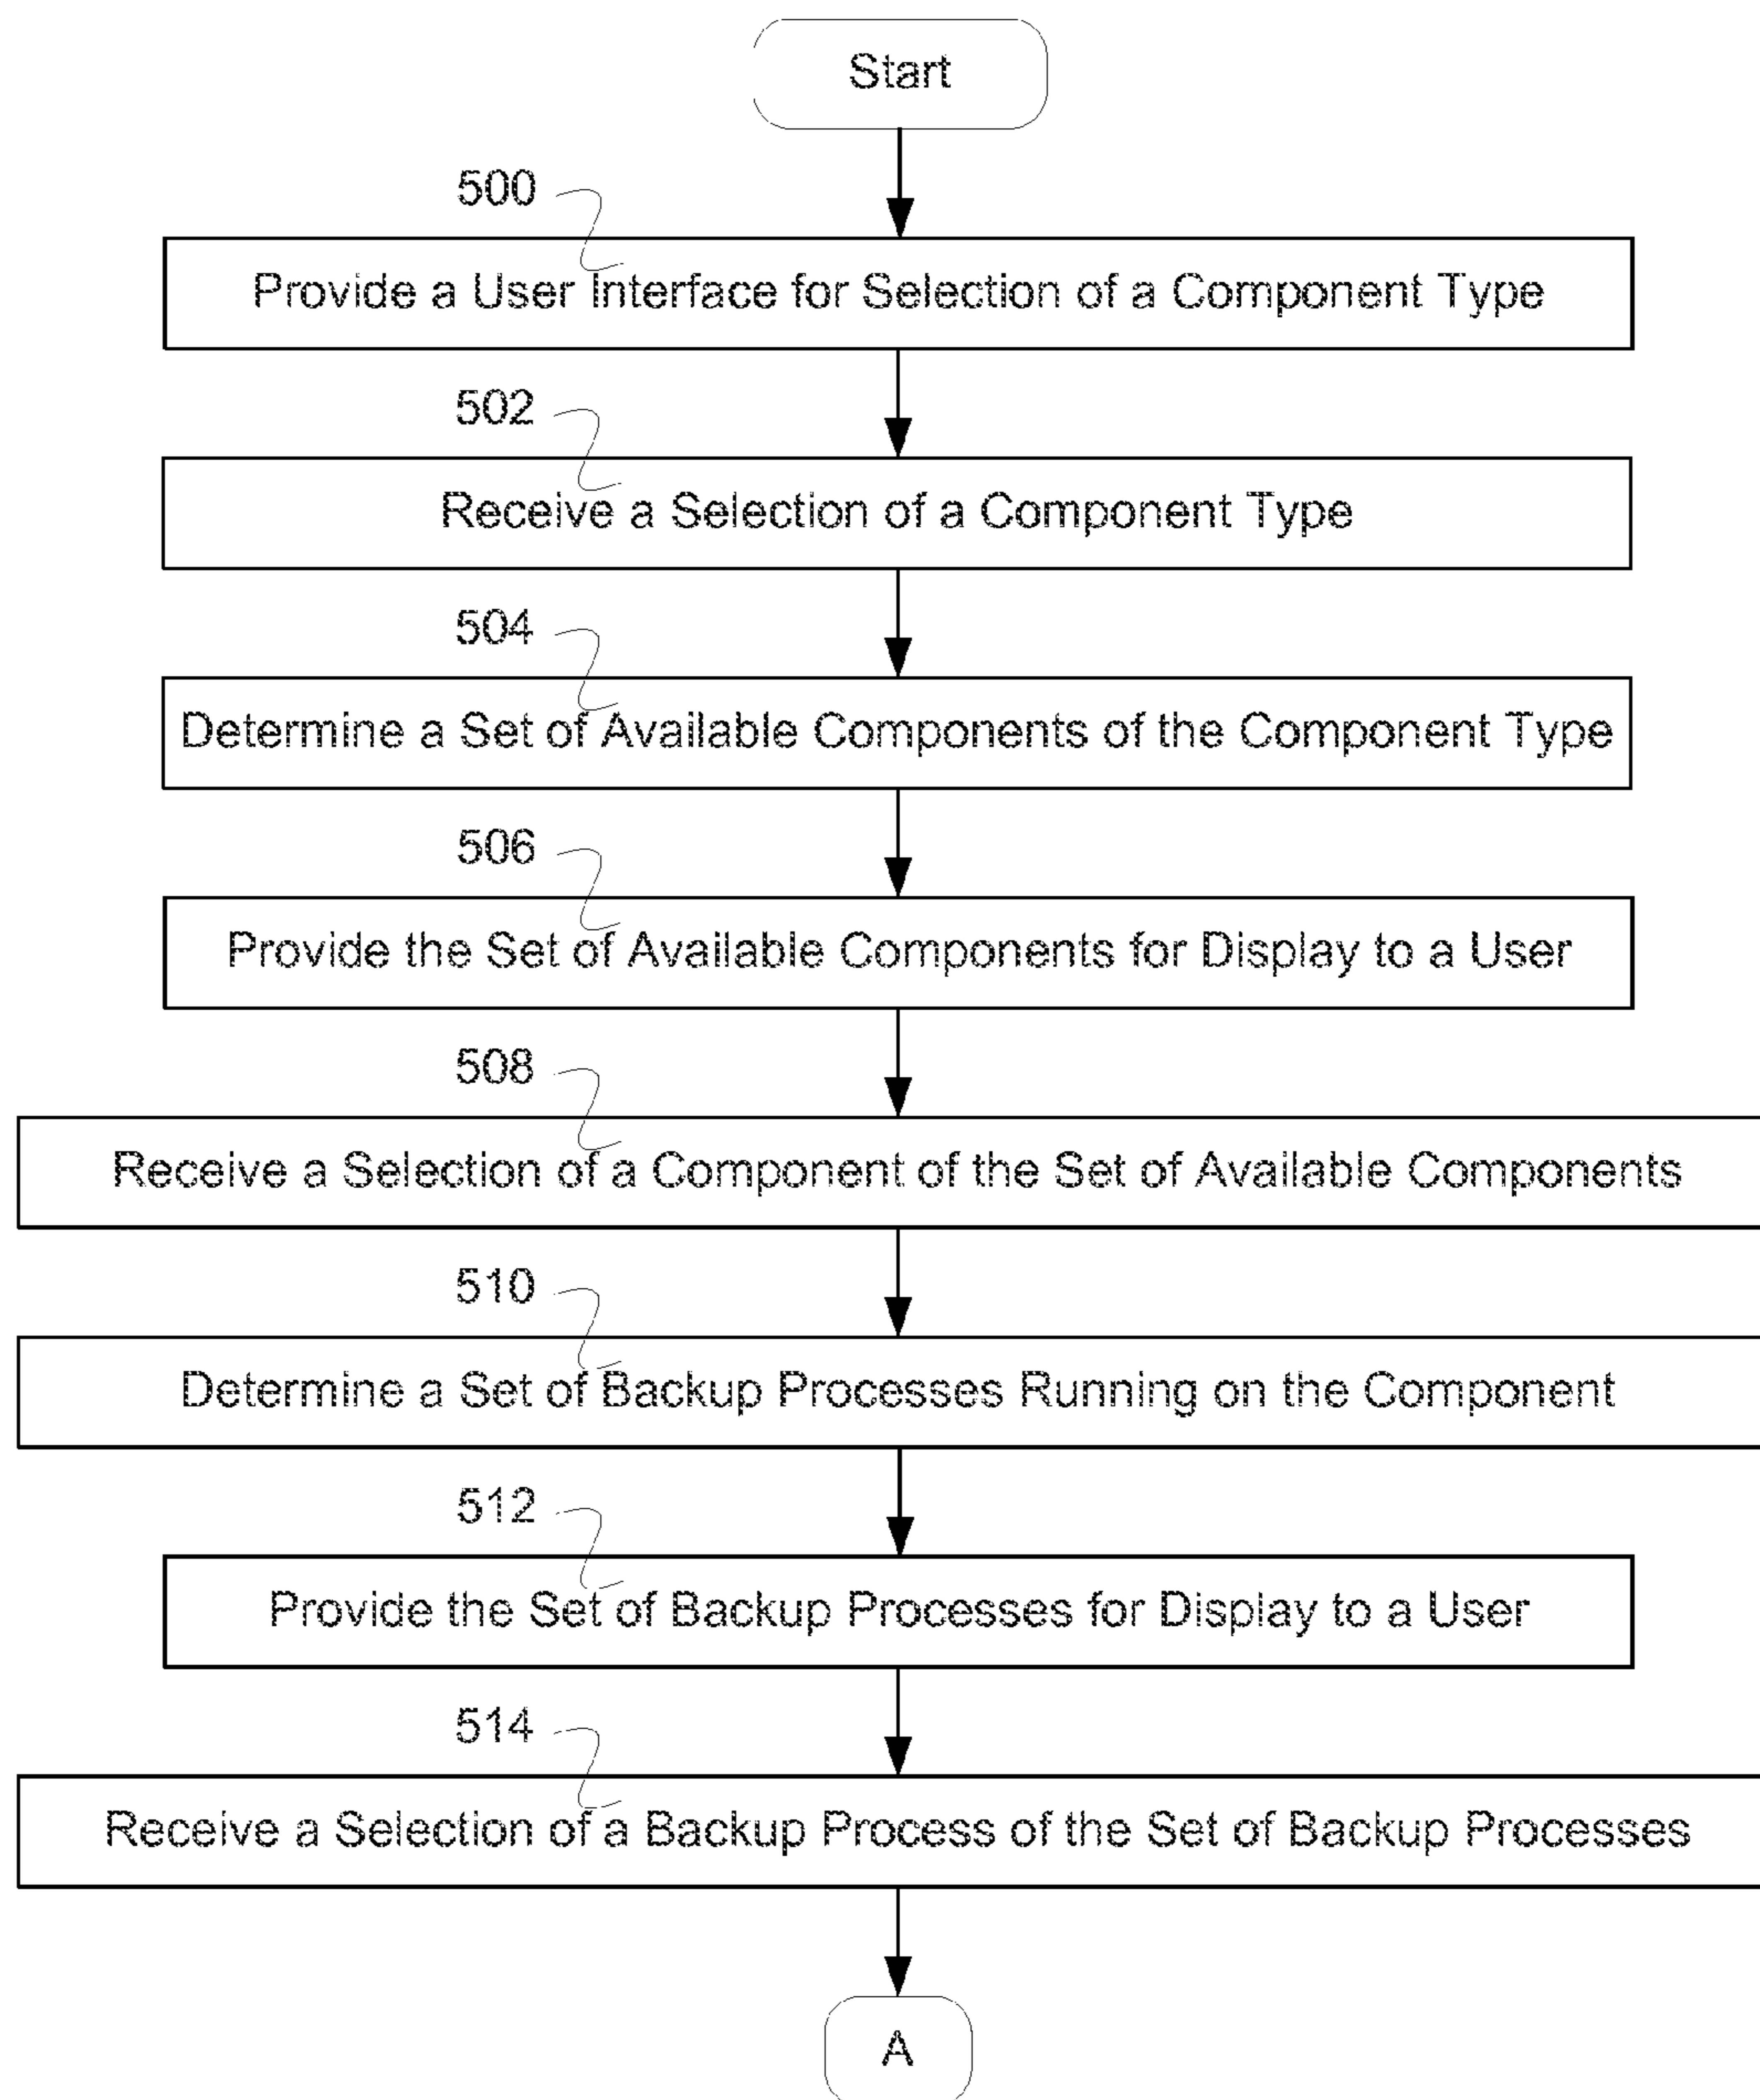 Start
500
Provide a User Interface for Selection of a Component Type
502
Receive a Selection of a Component Type
504
Determine a Set of Available Components of the Component Type
506
Provide the Set of Available Components for Display to a User
508
Receive a Selection of a Component of the Set of Available Components
510
Determine a Set of Backup Processes Running on the Component
512
Provide the Set of Backup Processes for Display to a User
514
Receive a Selection of a Backup Process of the Set of Backup Processes
A